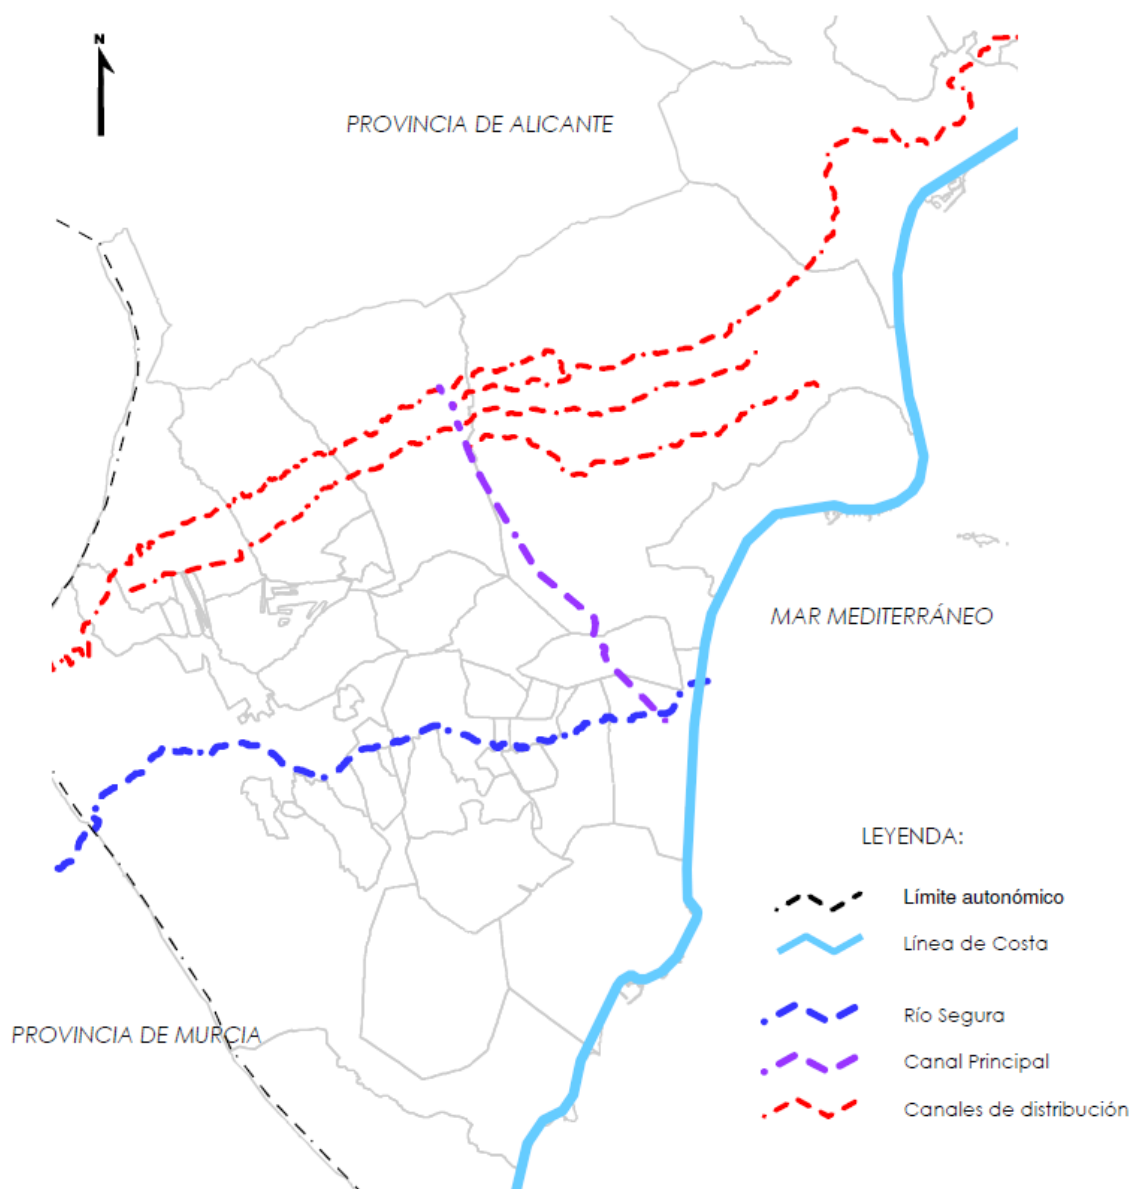 N
PROVINCIA DE ALICANTE
MAR MEDITERRÁNEO
LEYENDA:
Límite autonómico
Línea de Costa
Río Segura
PROVINCIA DE MURCIA
Canal Principal
Canales de distribución